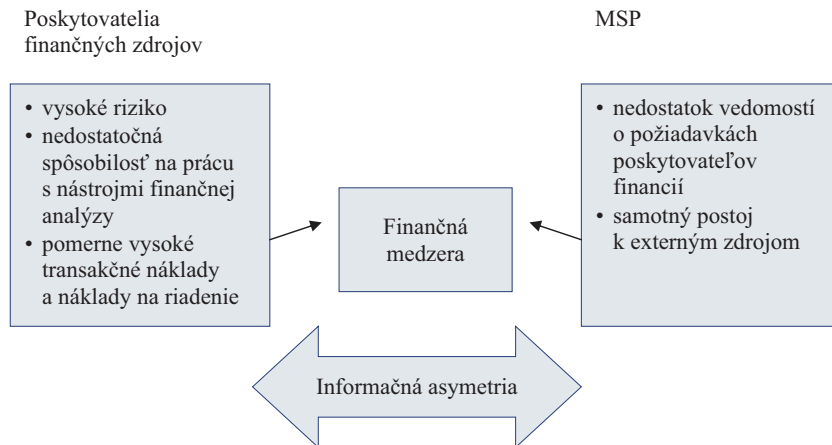 Poskytovatelia
finančných zdrojov
MSP
• vysoké riziko
• nedostatočná
spôsobilosť na prácu
s nástrojmi finančnej
analýzy
• pomerne vysoké
transakčné náklady
a náklady na riadenie
Finančná
medzera
• nedostatok vedomostí
o požiadavkách
poskytovateľov
financií
• samotný postoj
k externým zdrojom
Informačná asymetria